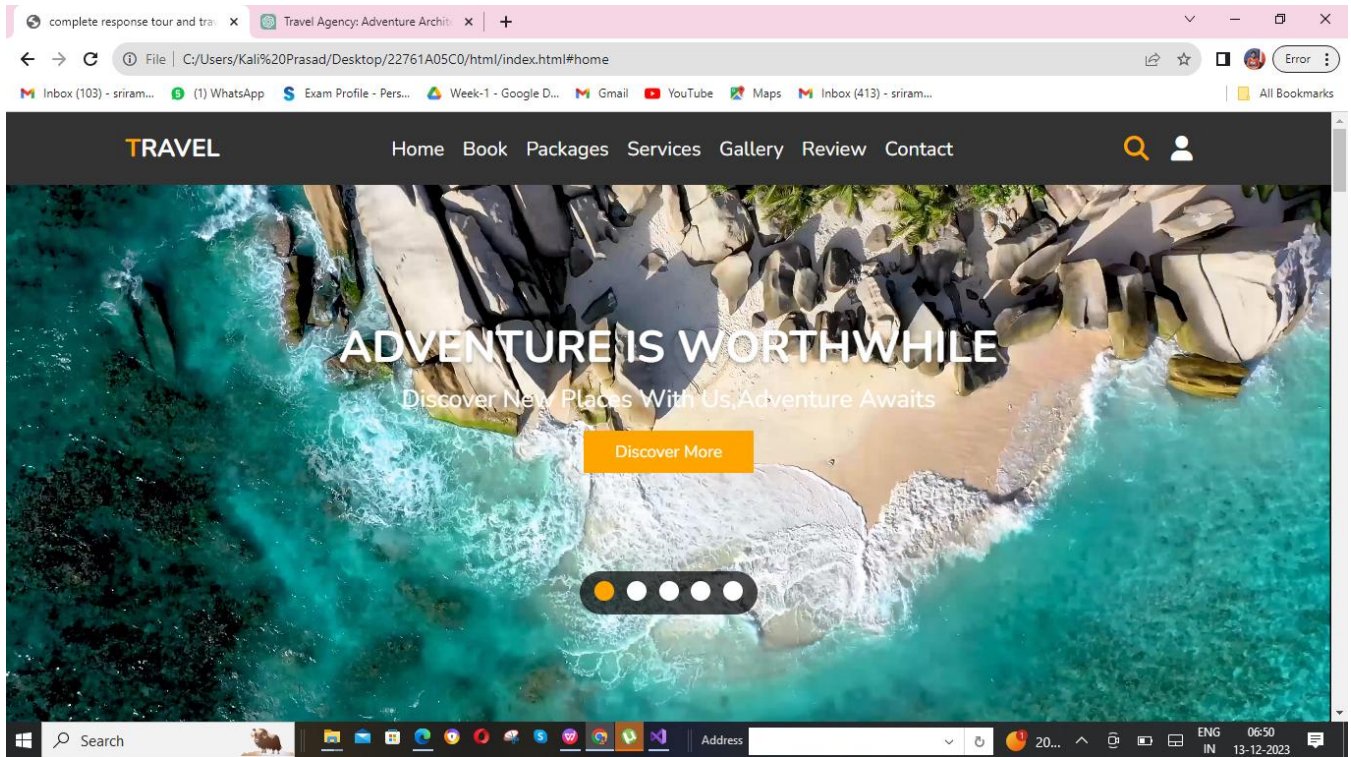 complete response tour and trav
Travel Agency: Adventure Archit
File C:/Users/Kali%20Prasad/Desktop/22761A05C0/html/index.html#home
Error
Inbox (103) - sriram... (1) WhatsApp Exam Profile - Pers... Week-1 - Google D... Gmail YouTube Maps Inbox (413) - sriram... All Bookmarks
TRAVEL Home Book Packages Services Gallery Review Contact
ADVENTURE IS WORTHWHILE
Discover New Places With Us,Adventure Awaits
Discover More
Search Address 20... ENG 06:50
IN 13-12-2023